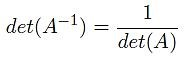 det(A⁻¹) = 1/det(A)